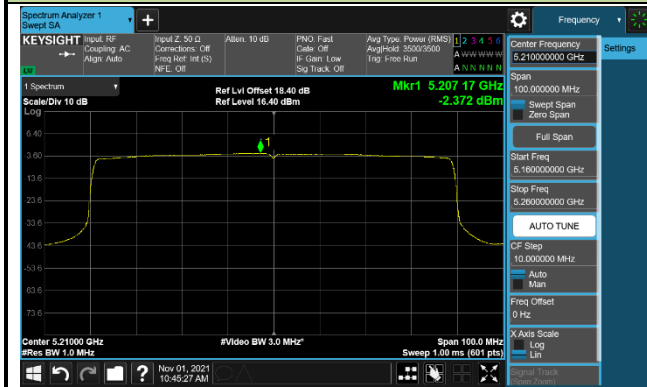 Spectrum Analyzer 1
Swept SA
Frequency
Settings
KEYSIGHT
Input: RF
Coupling: AC
Align: Auto
Input Z: 50 Ω
Corrections: Off
Freq Ref: Int (S)
NFE: Off
Atten: 10 dB
PNO: Fast
Gate: Off
IF Gain: Low
Sig Track: Off
Avg Type: Power (RMS)
Avg|Hold: 3500/3500
Trig: Free Run
1 2 3 4 5 6
A W W W W W
A N N N N N
LW
1 Spectrum
Scale/Div 10 dB
Log
Ref Lvl Offset 18.40 dB
Ref Level 16.40 dBm
Mkr1 5.207 17 GHz
-2.372 dBm
1
6.40
-3.60
-13.6
-23.6
-33.6
-43.6
-53.6
-63.6
-73.6
Center 5.21000 GHz
#Res BW 1.0 MHz
#Video BW 3.0 MHz*
Span 100.0 MHz
Sweep 1.00 ms (601 pts)
Center Frequency
5.210000000 GHz
Span
100.000000 MHz
Swept Span
Zero Span
Full Span
Start Freq
5.160000000 GHz
Stop Freq
5.260000000 GHz
AUTO TUNE
CF Step
10.000000 MHz
Auto
Man
Freq Offset
0 Hz
X Axis Scale
Log
Lin
Signal Track
(Span Zoom)
?
Nov 01, 2021
10:45:27 AM